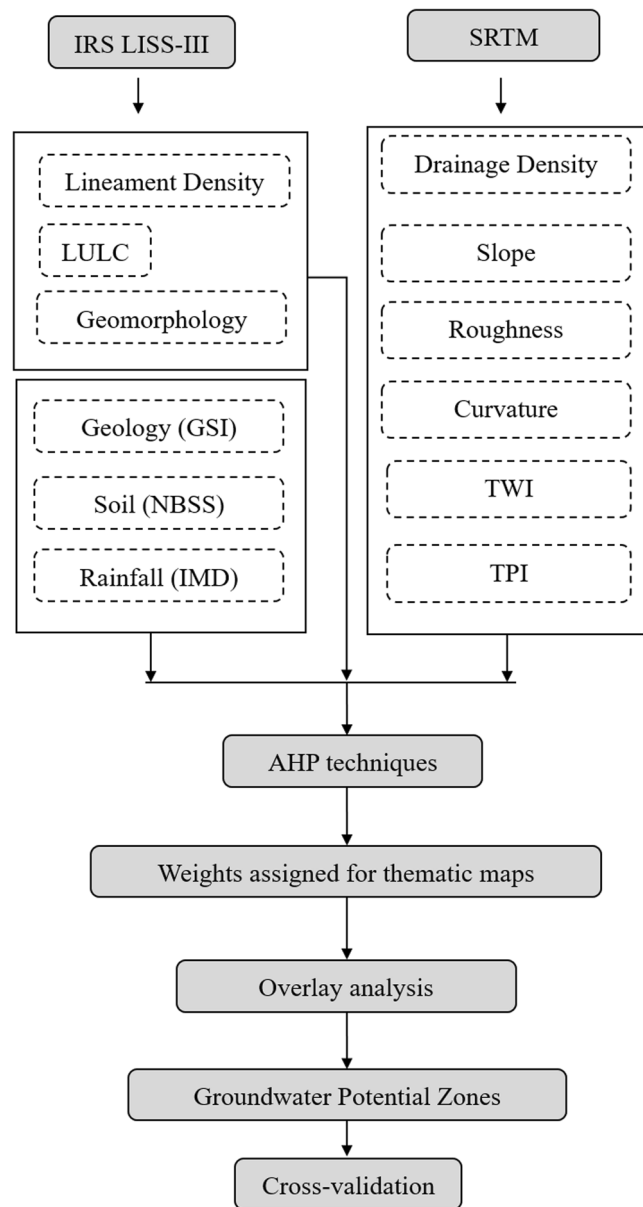 IRS LISS-III
SRTM
Lineament Density
LULC
Geomorphology
Geology (GSI)
Soil (NBSS)
Rainfall (IMD)
Drainage Density
Slope
Roughness
Curvature
TWI
TPI
AHP techniques
Weights assigned for thematic maps
Overlay analysis
Groundwater Potential Zones
Cross-validation